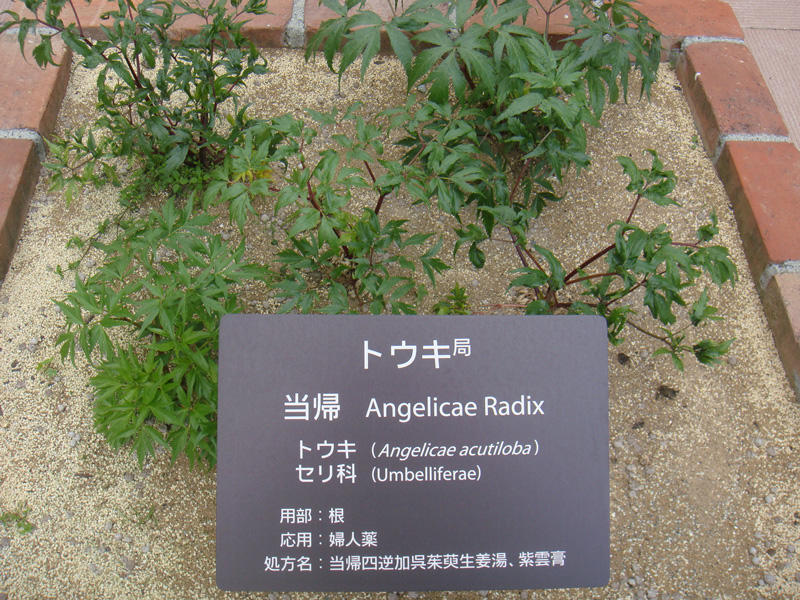 トウキ局
当帰 Angelicae Radix
トウキ (Angelicae acutiloba)
セリ科 (Umbelliferae)
用部：根
応用：婦人薬
処方名：当帰四逆加呉茱萸生姜湯、紫雲膏